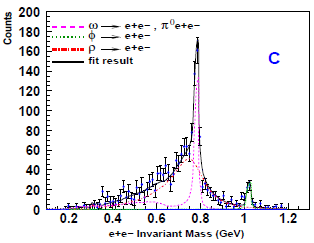 Counts
200
180
160
140
120
100
80
60
40
20
0
ω → e+e− , π⁰e+e−
ϕ → e+e−
ρ → e+e−
fit result
C
0.2 0.4 0.6 0.8 1 1.2
e+e− Invariant Mass (GeV)